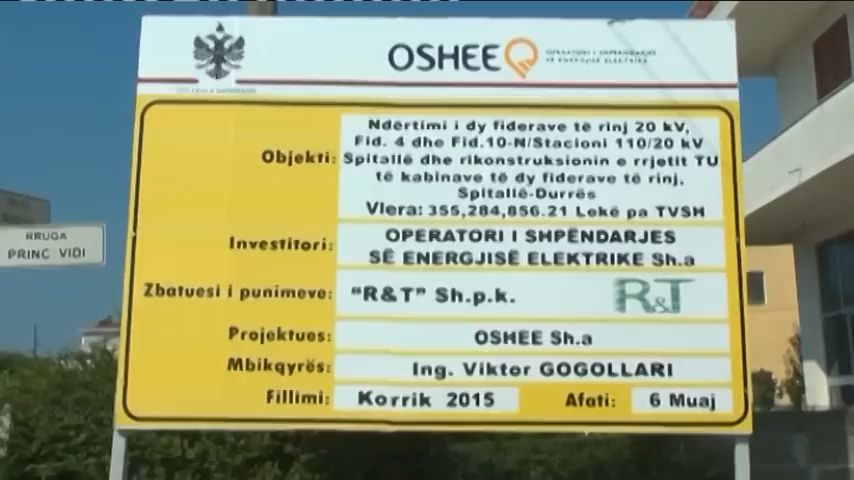 OSHEE
OPERATORI I SHPËRNDARJES
SË ENERGJISË ELEKTRIKE
RRUGA
PRINC VIDI
Objekti:
Ndërtimi i dy fiderave të rinj 20 kV,
Fid. 4 dhe Fid.10-N/Stacioni 110/20 kV
Spitallë dhe rikonstruksionin e rrjetit TU
të kabinave të dy fiderave të rinj,
Spitallë-Durrës
Vlera: 355,284,856.21 Lekë pa TVSH
Investitori:
OPERATORI I SHPËNDARJES
SË ENERGJISË ELEKTRIKE Sh.a
Zbatuesi i punimeve: "R&T" Sh.p.k. R&T
Projektues: OSHEE Sh.a
Mbikqyrës: Ing. Viktor GOGOLLARI
Fillimi: Korrik 2015 Afati: 6 Muaj